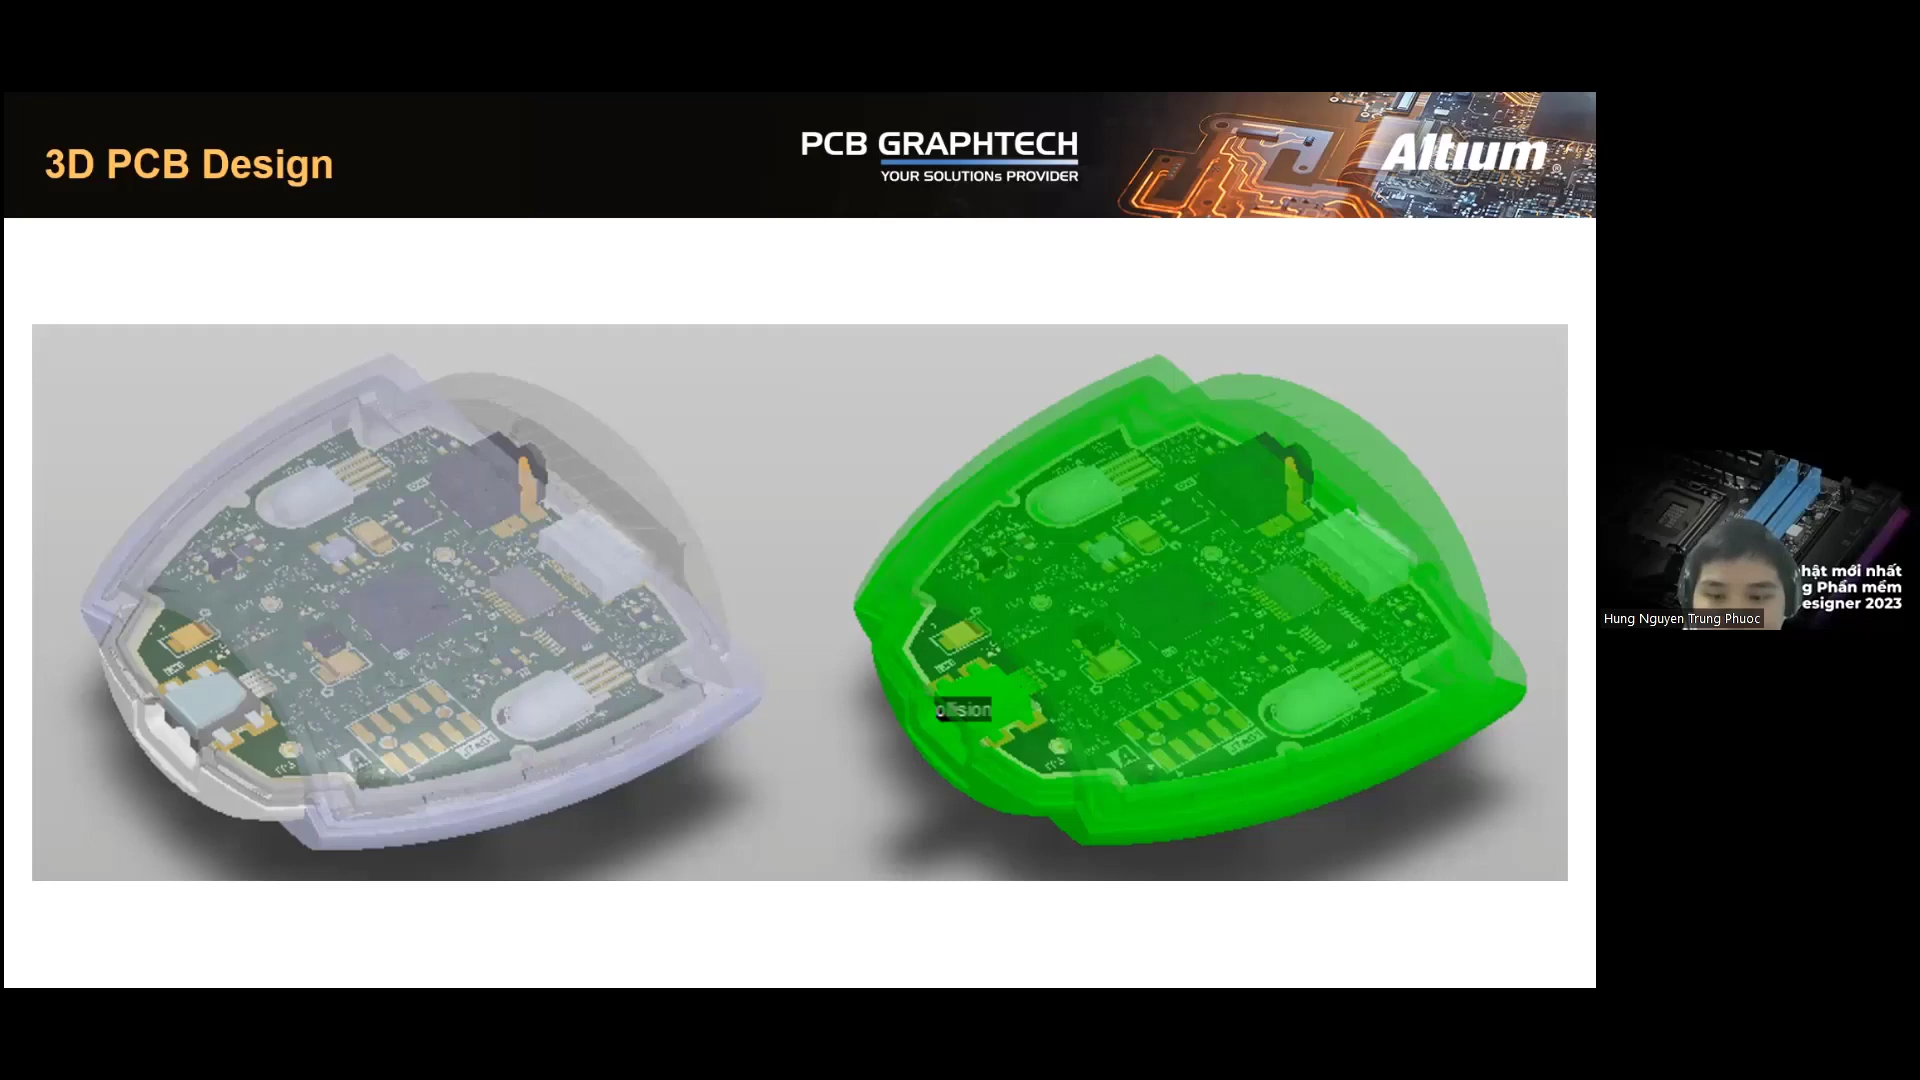 3D PCB Design
PCB GRAPHTECH
YOUR SOLUTIONs PROVIDER
Altıum
®
ollision
hật mới nhất
g Phần mềm
esigner 2023
Hung Nguyen Trung Phuoc